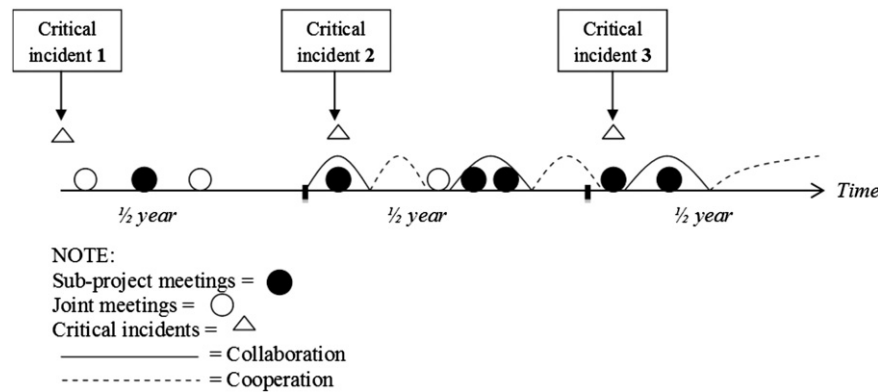 Critical
incident 1
Critical
incident 2
Critical
incident 3
Time
½ year
½ year
½ year
NOTE:
Sub-project meetings =
Joint meetings =
Critical incidents =
= Collaboration
= Cooperation